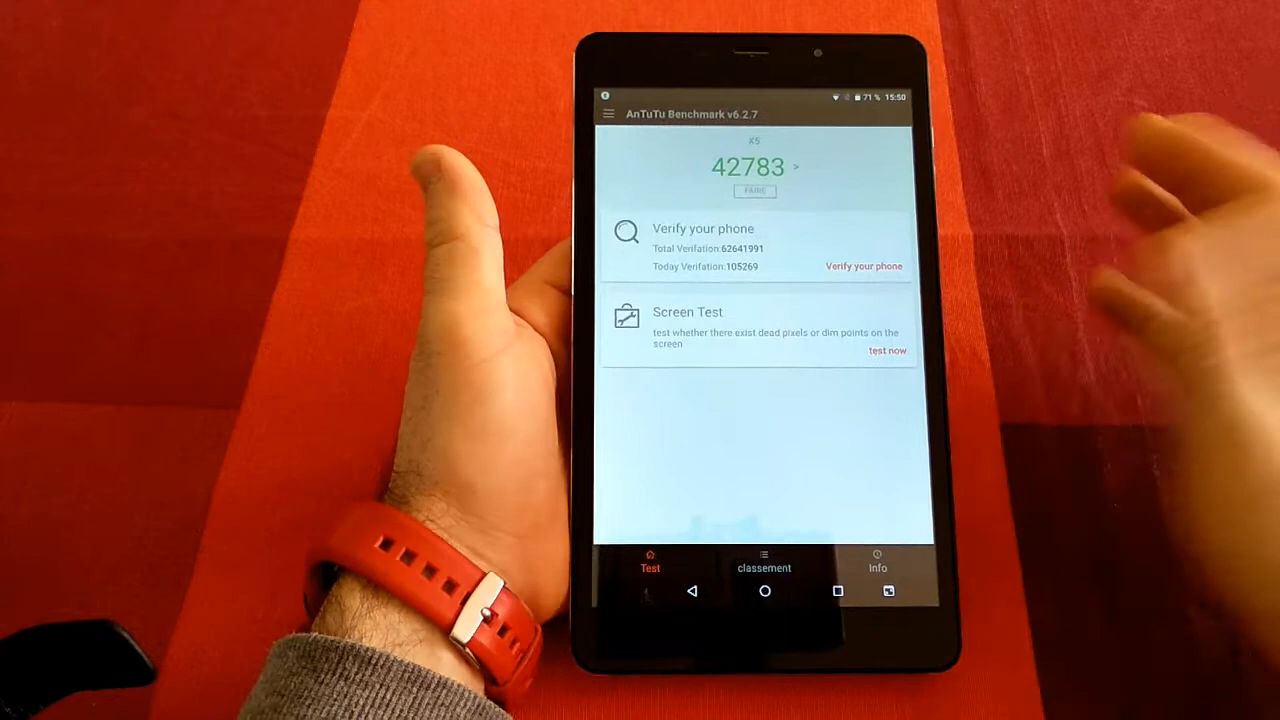 71 % 15:50
AnTuTu Benchmark v6.2.7
X5
42783 >
FAIRE
Verify your phone
Total Verifation:62641991
Today Verifation:105269
Verify your phone
Screen Test
test whether there exist dead pixels or dim points on the
screen
test now
Test classement Info